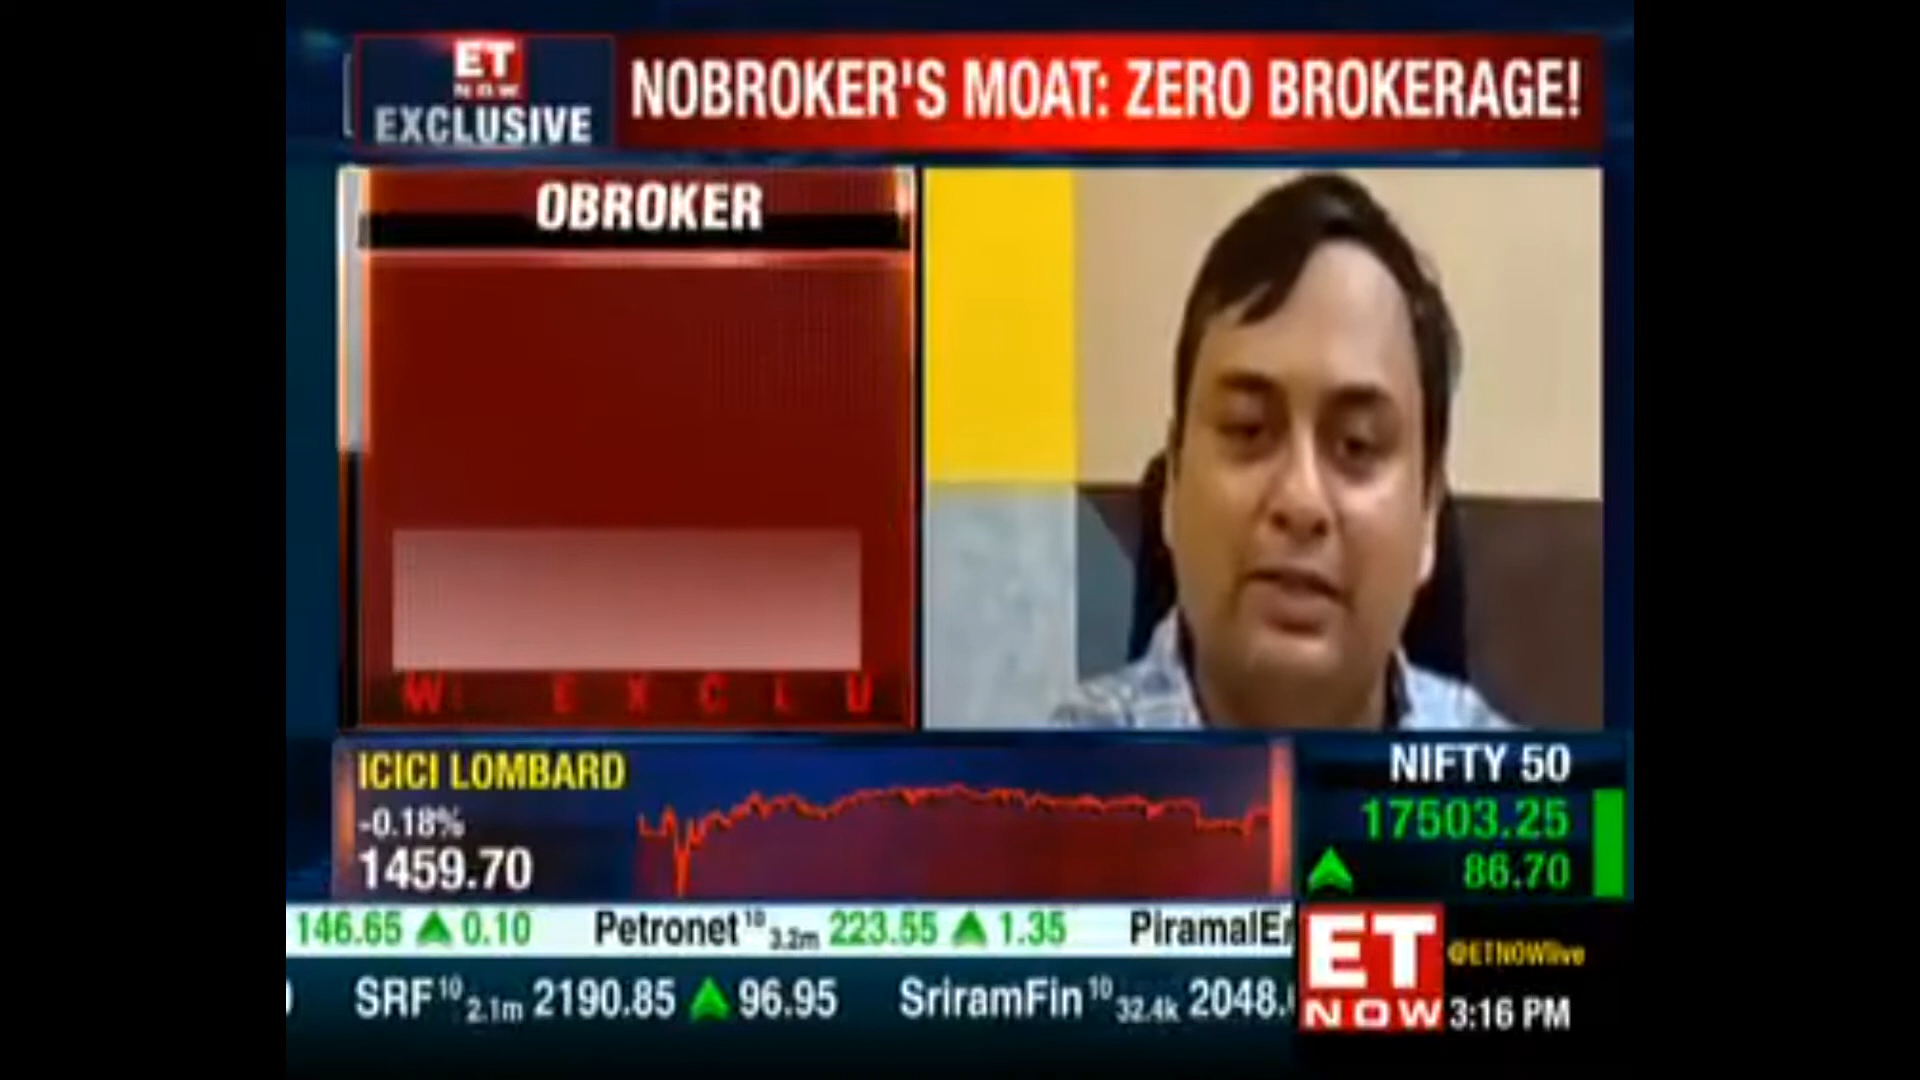 ET
NOW
EXCLUSIVE
NOBROKER'S MOAT: ZERO BROKERAGE!
OBROKER
W EXCLU
ICICI LOMBARD
-0.18%
1459.70
NIFTY 50
17503.25
86.70
146.65 ▲ 0.10 Petronet 10 3.2m 223.55 ▲ 1.35 PiramalEn
SRF 10 2.1m 2190.85 ▲ 96.95 SriramFin 10 32.4k 2048.
ET
NOW
@ETNOWlive
3:16 PM